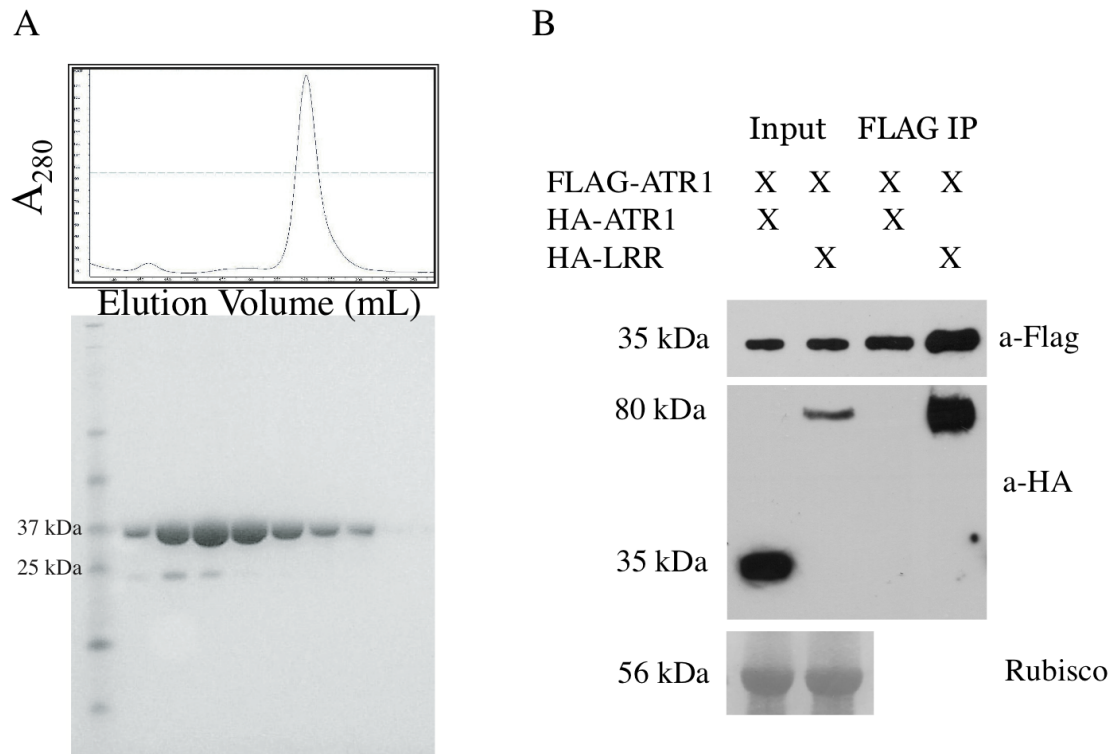 A
A280
Elution Volume (mL)
37 kDa
25 kDa
B
Input FLAG IP
FLAG-ATR1 X X X X
HA-ATR1 X X
HA-LRR X X
35 kDa a-Flag
80 kDa
a-HA
35 kDa
56 kDa Rubisco